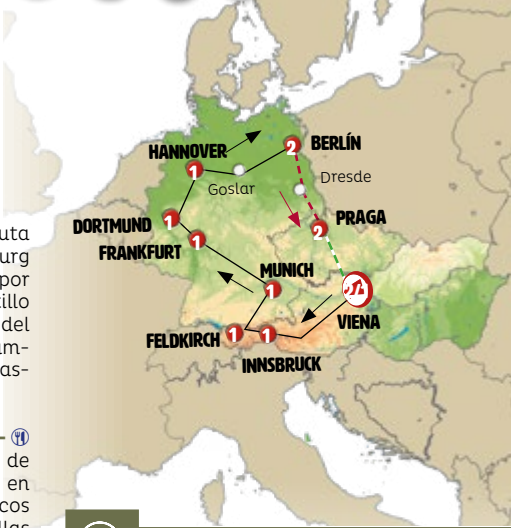 HANNOVER
1
Goslar
2
BERLÍN
Dresde
DORTMUND
1
FRANKFURT
1
2
PRAGA
MUNICH
1
VIENA
FELDKIRCH
1
1
INNSBRUCK
uta
urg
por
tillo
del
am-
as-
de
en
cos
llas